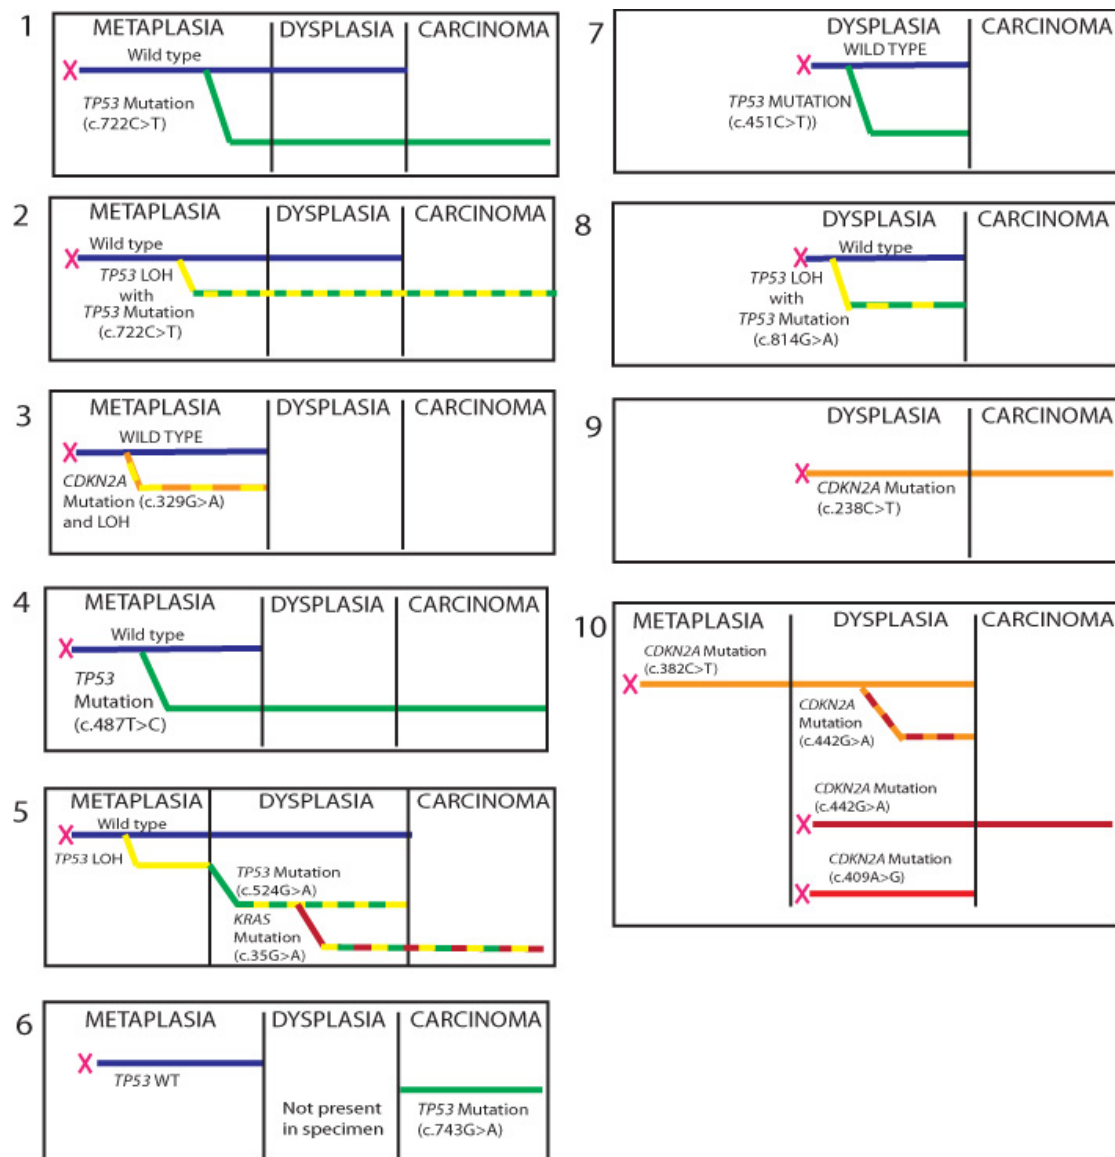 1
METAPLASIA
DYSPLASIA
CARCINOMA
Wild type
TP53 Mutation
(c.722C>T)
2
METAPLASIA
DYSPLASIA
CARCINOMA
Wild type
TP53 LOH
with
TP53 Mutation
(c.722C>T)
3
METAPLASIA
DYSPLASIA
CARCINOMA
WILD TYPE
CDKN2A
Mutation (c.329G>A)
and LOH
4
METAPLASIA
DYSPLASIA
CARCINOMA
Wild type
TP53
Mutation
(c.487T>C)
5
METAPLASIA
DYSPLASIA
CARCINOMA
Wild type
TP53 LOH
TP53 Mutation
(c.524G>A)
KRAS
Mutation
(c.35G>A)
6
METAPLASIA
DYSPLASIA
CARCINOMA
TP53 WT
Not present
in specimen
TP53 Mutation
(c.743G>A)
7
DYSPLASIA
CARCINOMA
WILD TYPE
TP53 MUTATION
(c.451C>T))
8
DYSPLASIA
CARCINOMA
Wild type
TP53 LOH
with
TP53 Mutation
(c.814G>A)
9
DYSPLASIA
CARCINOMA
CDKN2A Mutation
(c.238C>T)
10
METAPLASIA
DYSPLASIA
CARCINOMA
CDKN2A Mutation
(c.382C>T)
CDKN2A
Mutation
(c.442G>A)
CDKN2A Mutation
(c.442G>A)
CDKN2A Mutation
(c.409A>G)